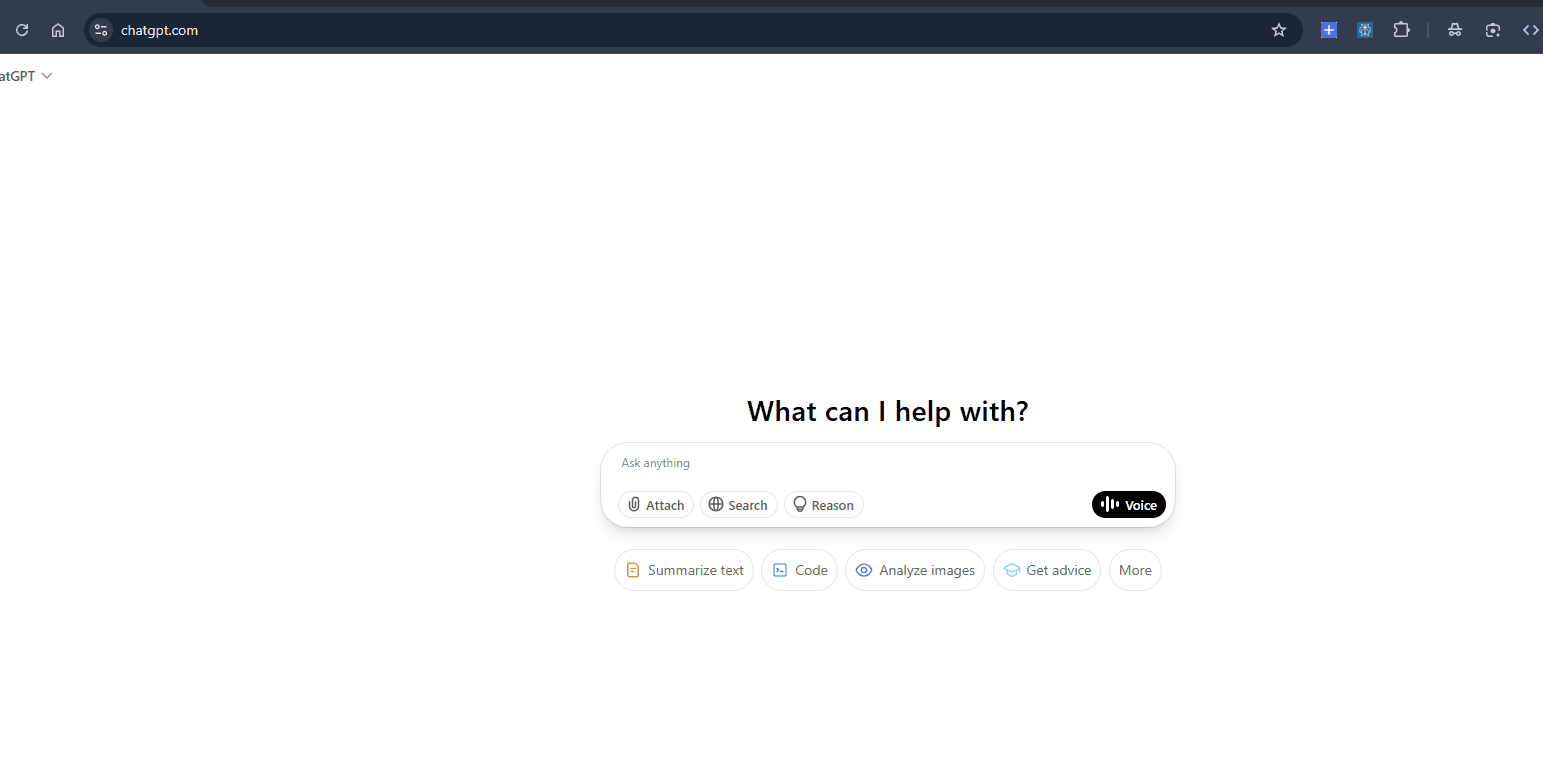 chatgpt.com
atGPT
What can I help with?
Ask anything
Attach Search Reason Voice
Summarize text Code Analyze images Get advice More